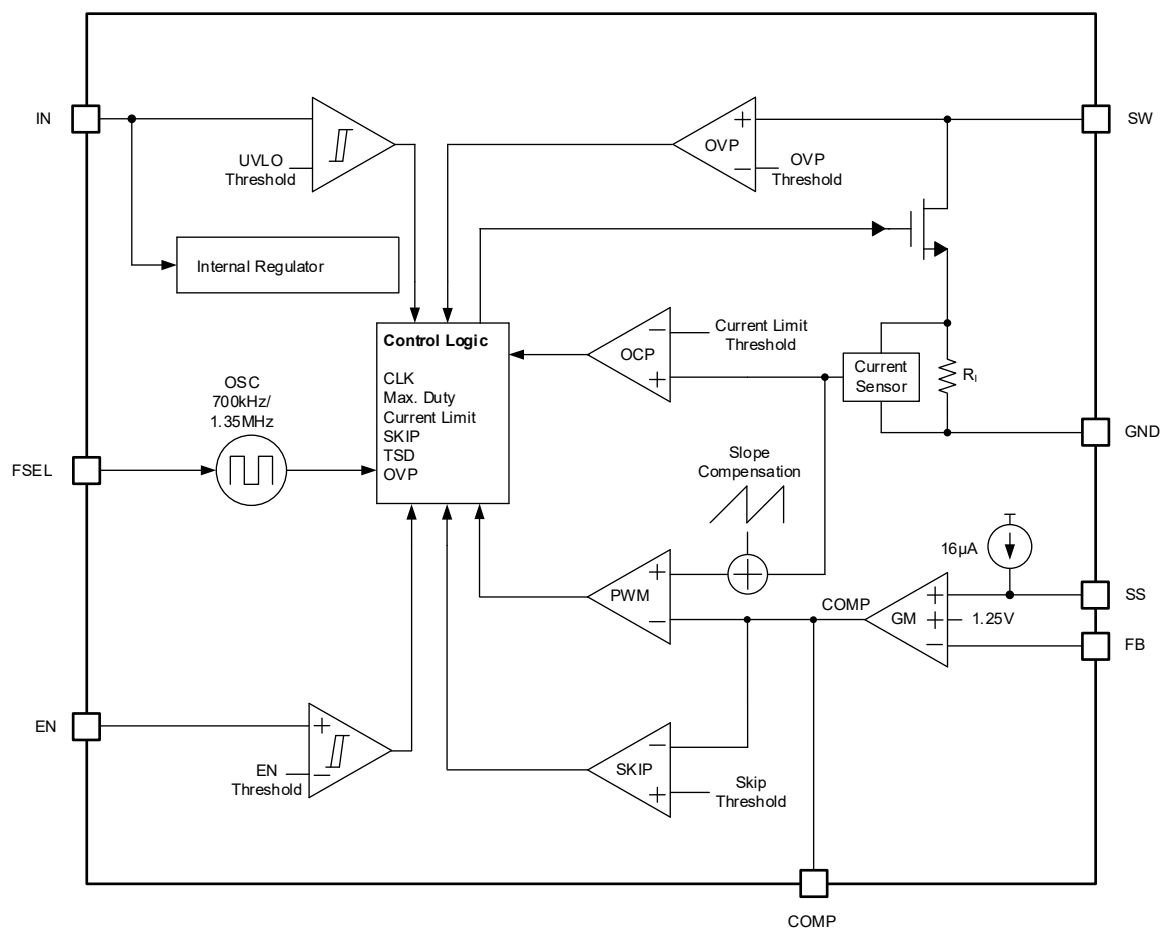 IN
UVLO
Threshold
Internal Regulator
OVP
+
−
OVP
Threshold
SW
Control Logic
CLK
Max. Duty
Current Limit
SKIP
TSD
OVP
OCP
−
+
Current Limit
Threshold
Current
Sensor
RI
GND
OSC
700kHz/
1.35MHz
FSEL
Slope
Compensation
PWM
+
−
+
COMP
16µA
GM
+
+
−
1.25V
SS
FB
EN
+
−
EN
Threshold
SKIP
−
+
Skip
Threshold
COMP